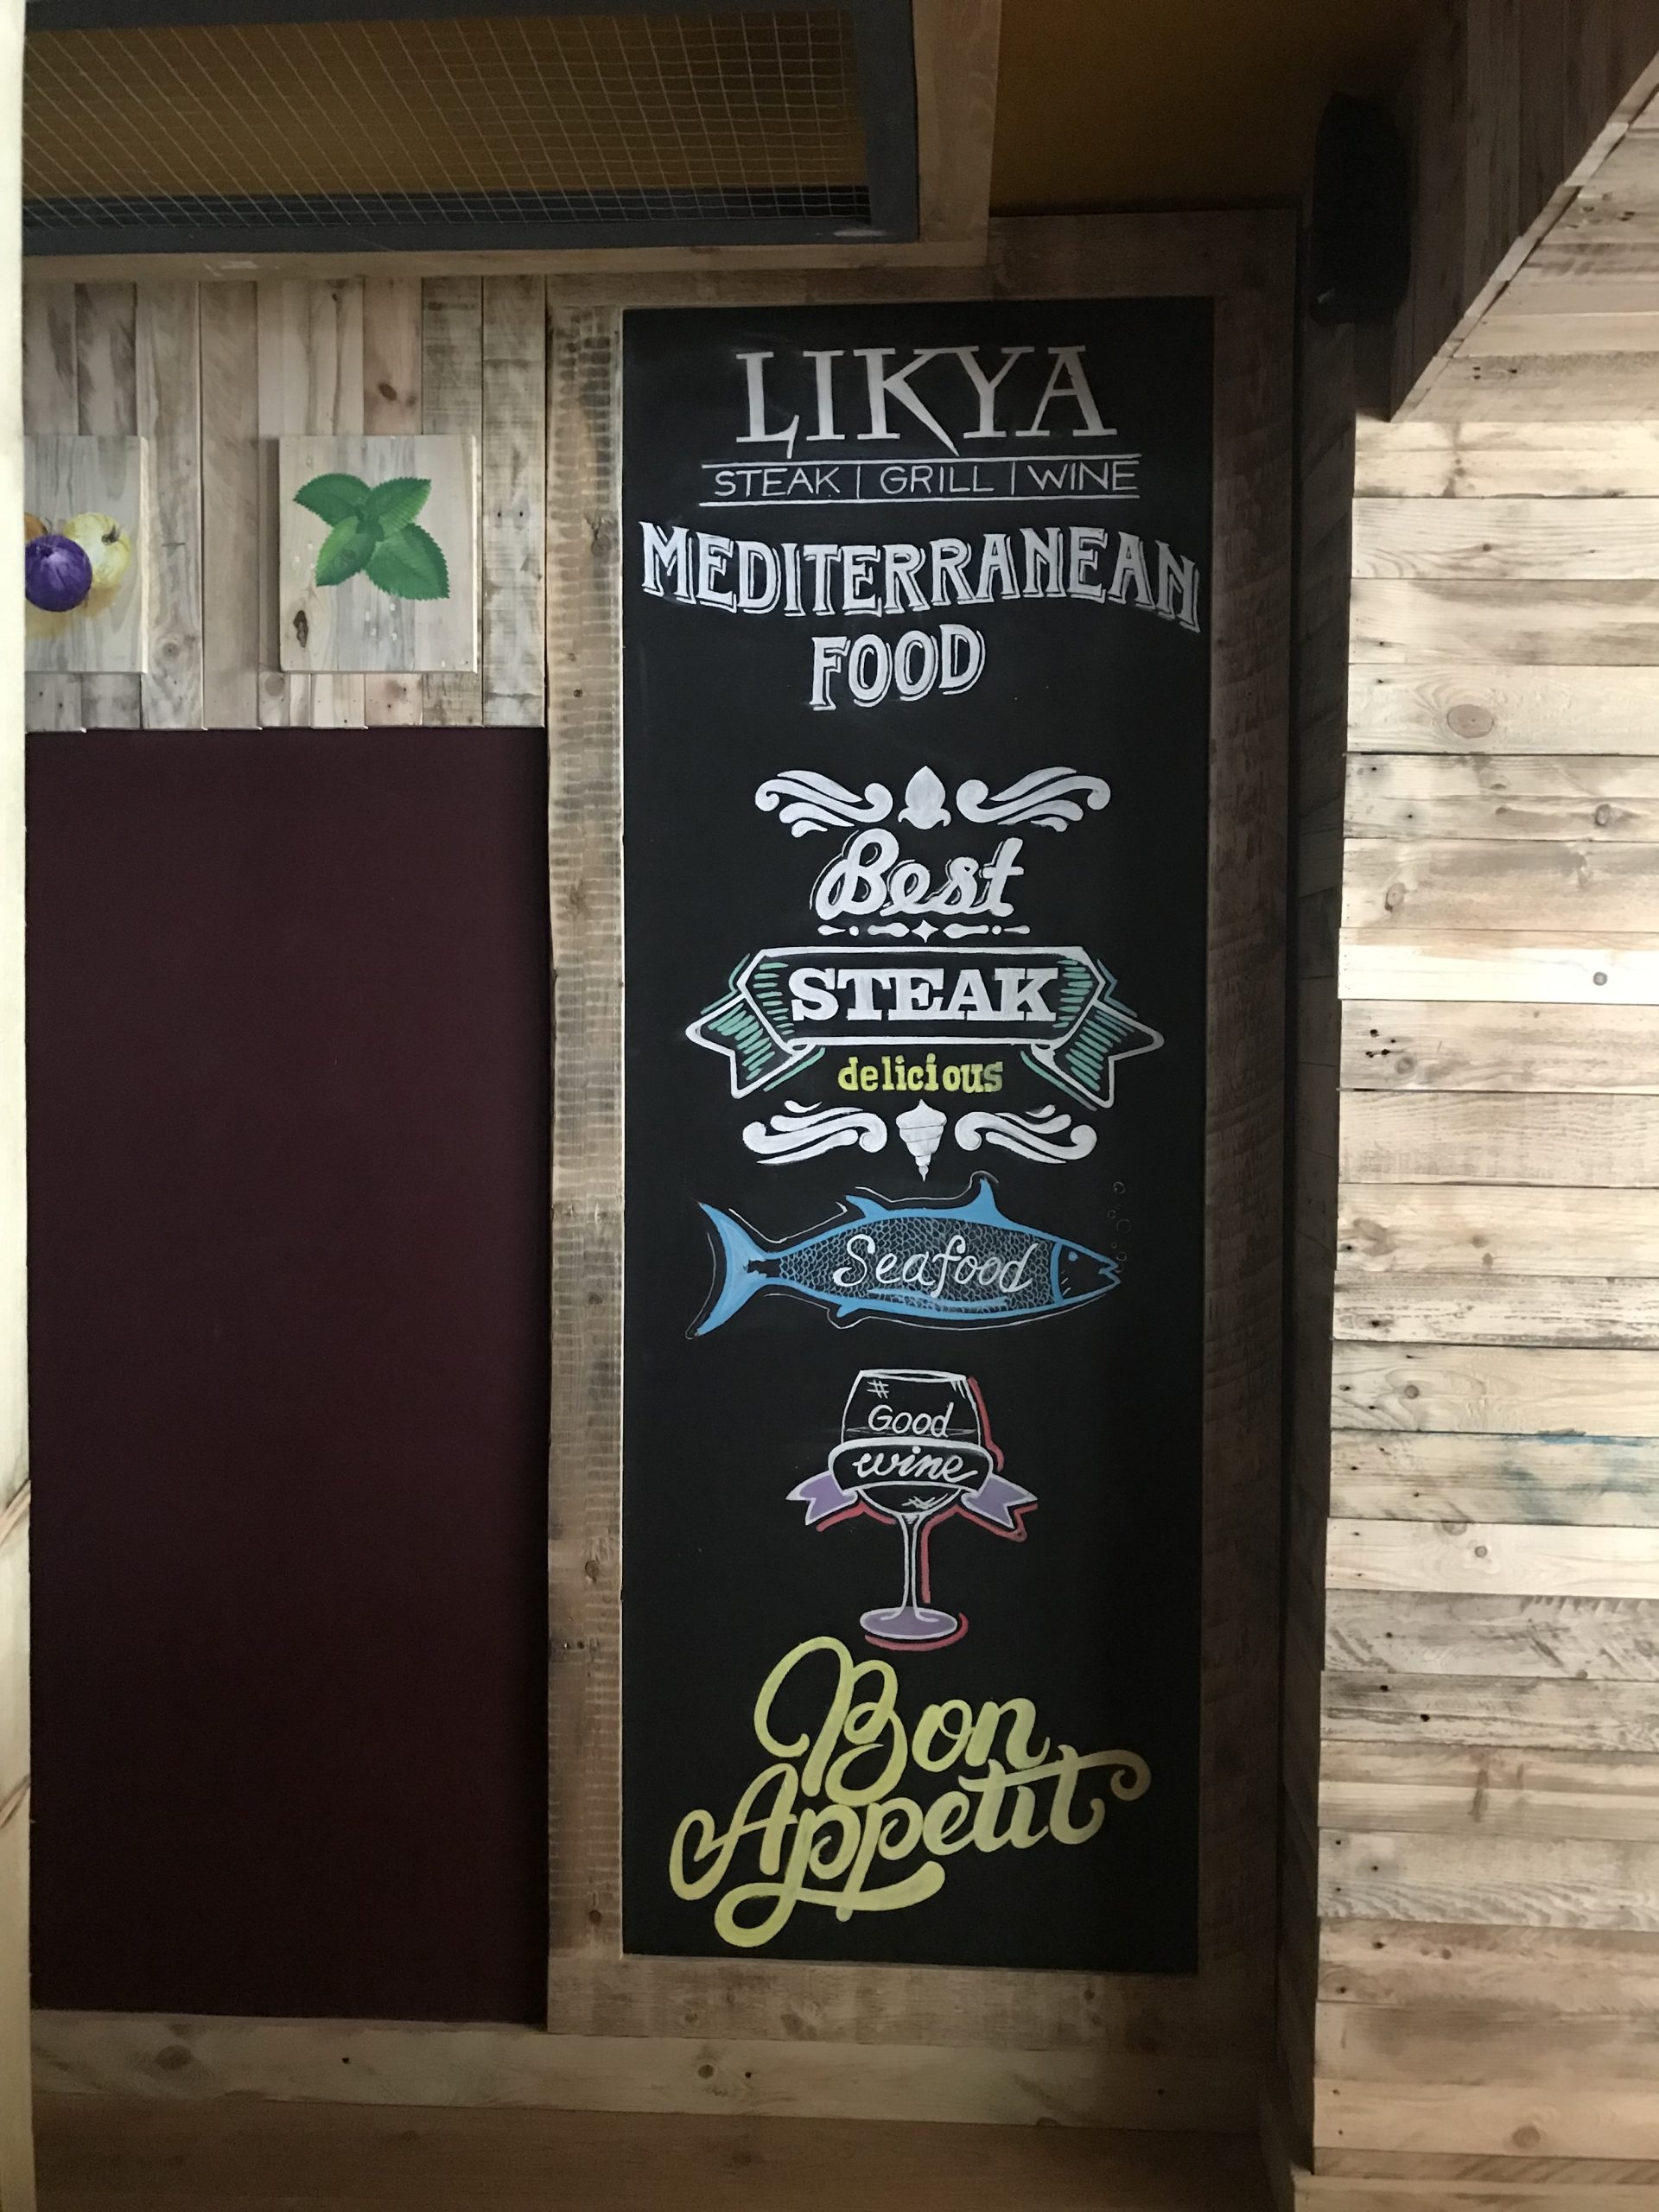 LIKYA
STEAK | GRILL | WINE
MEDITERRANEAN
FOOD
Best
STEAK
delicious
Seafood
#
Good
wine
Bon
Appetit